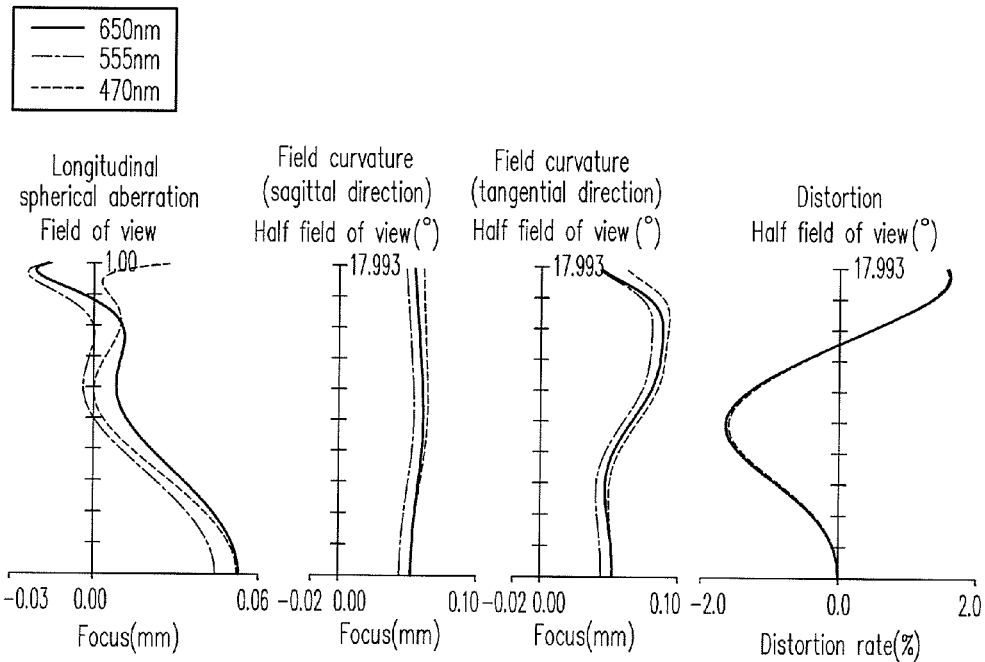 650nm
555nm
470nm
Longitudinal
spherical aberration
Field of view
1.00
-0.03 0.00 0.06
Focus(mm)
Field curvature
(sagittal direction)
Half field of view(°)
17.993
-0.02 0.00 0.10
Focus(mm)
Field curvature
(tangential direction)
Half field of view(°)
17.993
-0.02 0.00 0.10
Focus(mm)
Distortion
Half field of view(°)
17.993
-2.0 0.0 2.0
Distortion rate(%)